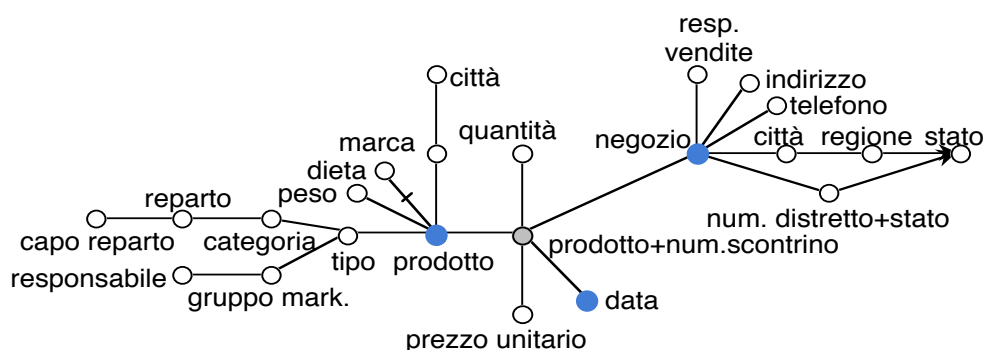 resp.
vendite
città
indirizzo
telefono
quantità
marca
negozio
città
regione
stato
dieta
peso
reparto
num. distretto+stato
capo reparto
categoria
tipo
prodotto
prodotto+num.scontrino
responsabile
gruppo mark.
data
prezzo unitario